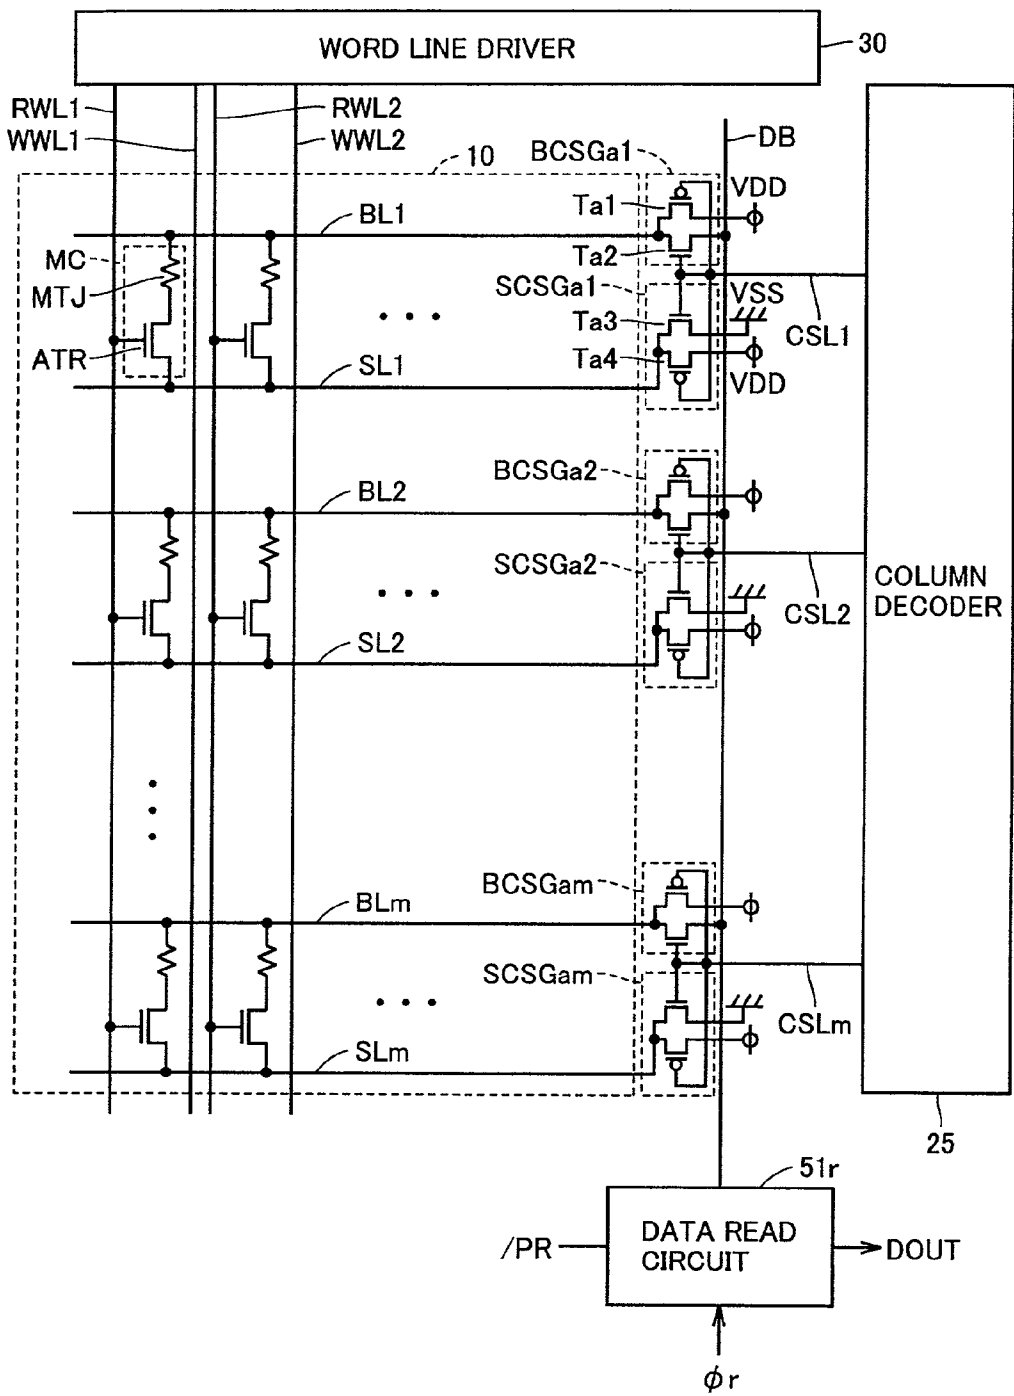 WORD LINE DRIVER
30
RWL1
RWL2
WWL1
WWL2
10
BCSGa1
DB
VDD
BL1
Ta1
MC
Ta2
MTJ
SCSGa1
VSS
Ta3
CSL1
ATR
SL1
Ta4
VDD
BCSGa2
BL2
SCSGa2
COLUMN
DECODER
CSL2
SL2
BCSGam
BLm
SCSGam
CSLm
SLm
25
51r
/PR
DATA READ
CIRCUIT
DOUT
ϕr